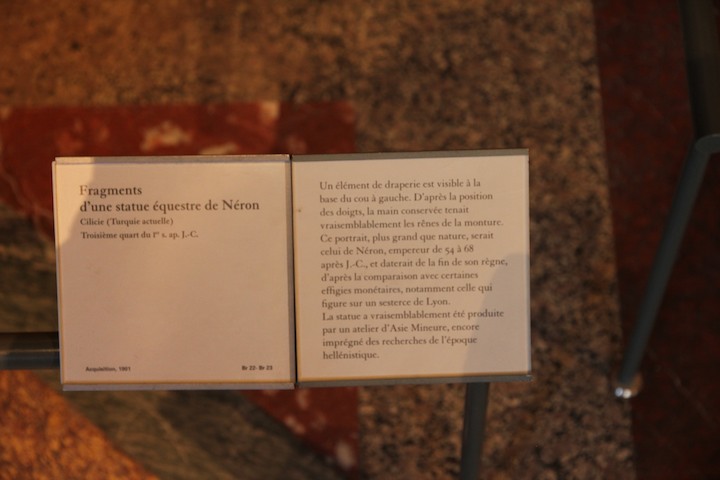 Fragments
d'une statue équestre de Néron
Cilicie (Turquie actuelle)
Troisième quart du Iᵉʳ s. ap. J.-C.
Acquisition, 1901
Br 22- Br 23
Un élément de draperie est visible à la
base du cou à gauche. D'après la position
des doigts, la main conservée tenait
vraisemblablement les rênes de la monture.
Ce portrait, plus grand que nature, serait
celui de Néron, empereur de 54 à 68
après J.-C., et daterait de la fin de son règne,
d'après la comparaison avec certaines
effigies monétaires, notamment celle qui
figure sur un sesterce de Lyon.
La statue a vraisemblablement été produite
par un atelier d'Asie Mineure, encore
imprégné des recherches de l'époque
hellénistique.